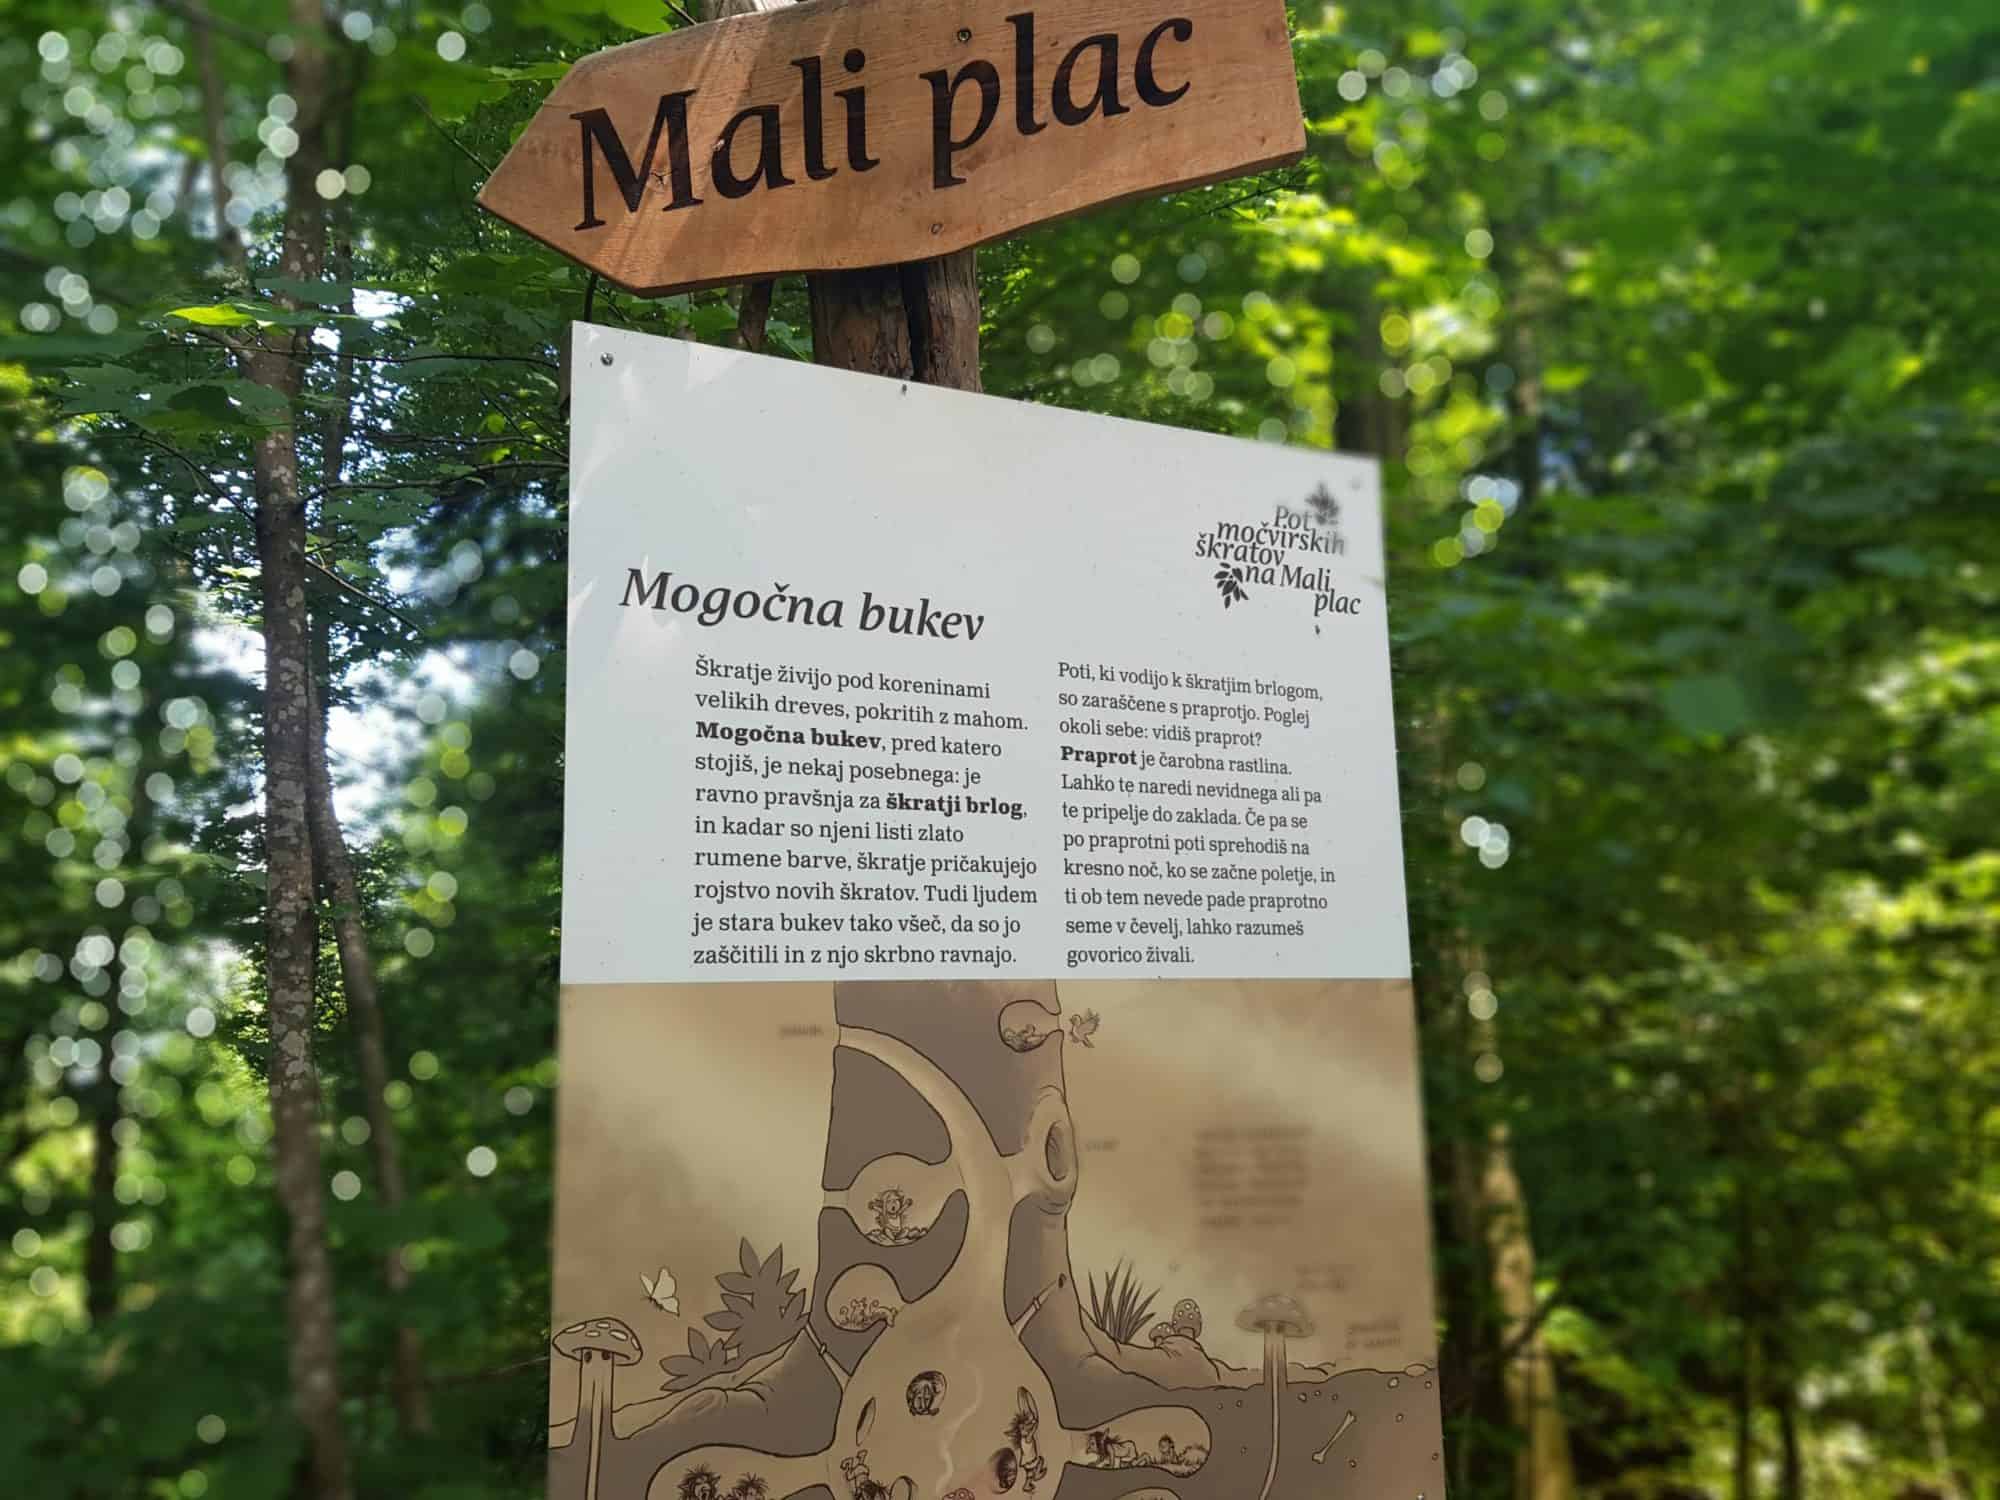 Mali plac
Pot
močvirskih
škratov
na Mali
plac
Mogočna bukev
Škratje živijo pod koreninami
velikih dreves, pokritih z mahom.
Mogočna bukev, pred katero
stojiš, je nekaj posebnega: je
ravno pravšnja za škratji brlog,
in kadar so njeni listi zlato
rumene barve, škratje pričakujejo
rojstvo novih škratov. Tudi ljudem
je stara bukev tako všeč, da so jo
zaščitili in z njo skrbno ravnajo.
Poti, ki vodijo k škratjim brlogom,
so zaraščene s praprotjo. Poglej
okoli sebe: vidiš praprot?
Praprot je čarobna rastlina.
Lahko te naredi nevidnega ali pa
te pripelje do zaklada. Če pa se
po praprotni poti sprehodiš na
kresno noč, ko se začne poletje, in
ti ob tem nevede pade praprotno
seme v čevelj, lahko razumeš
govorico živali.